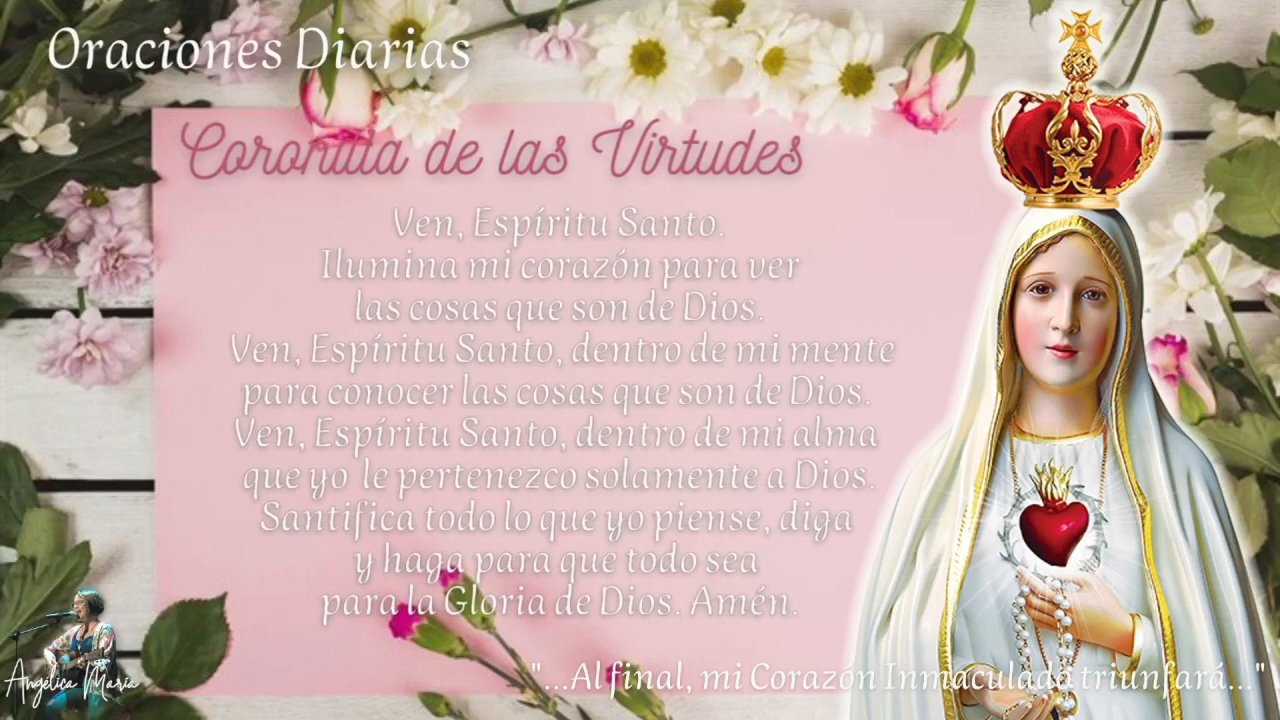 Oraciones Diarias
Coronilla de las Virtudes
Ven, Espíritu Santo.
Ilumina mi corazón para ver
las cosas que son de Dios.
Ven, Espíritu Santo, dentro de mi mente
para conocer las cosas que son de Dios.
Ven, Espíritu Santo, dentro de mi alma
que yo le pertenezco solamente a Dios.
Santifica todo lo que yo piense, diga
y haga para que todo sea
para la Gloria de Dios. Amén.
Angélica María
"...Al final, mi Corazón Inmaculado triunfará..."